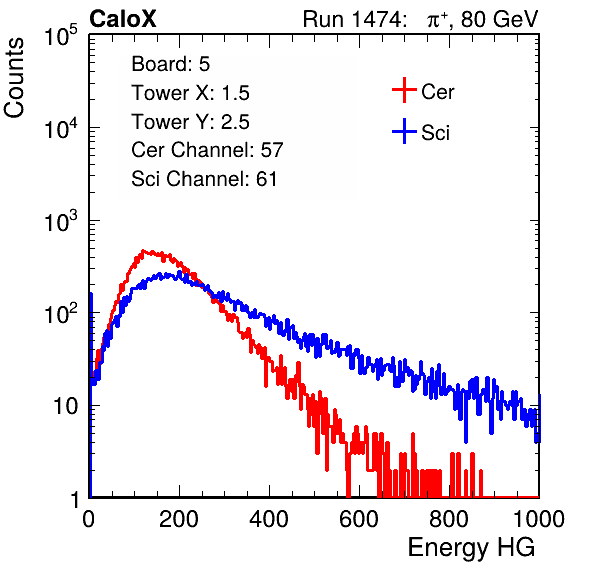 CaloX Run 1474: π⁺, 80 GeV
Counts
10⁵
10⁴
10³
10²
10
1
Board: 5
Tower X: 1.5
Tower Y: 2.5
Cer Channel: 57
Sci Channel: 61
Cer
Sci
0 200 400 600 800 1000
Energy HG